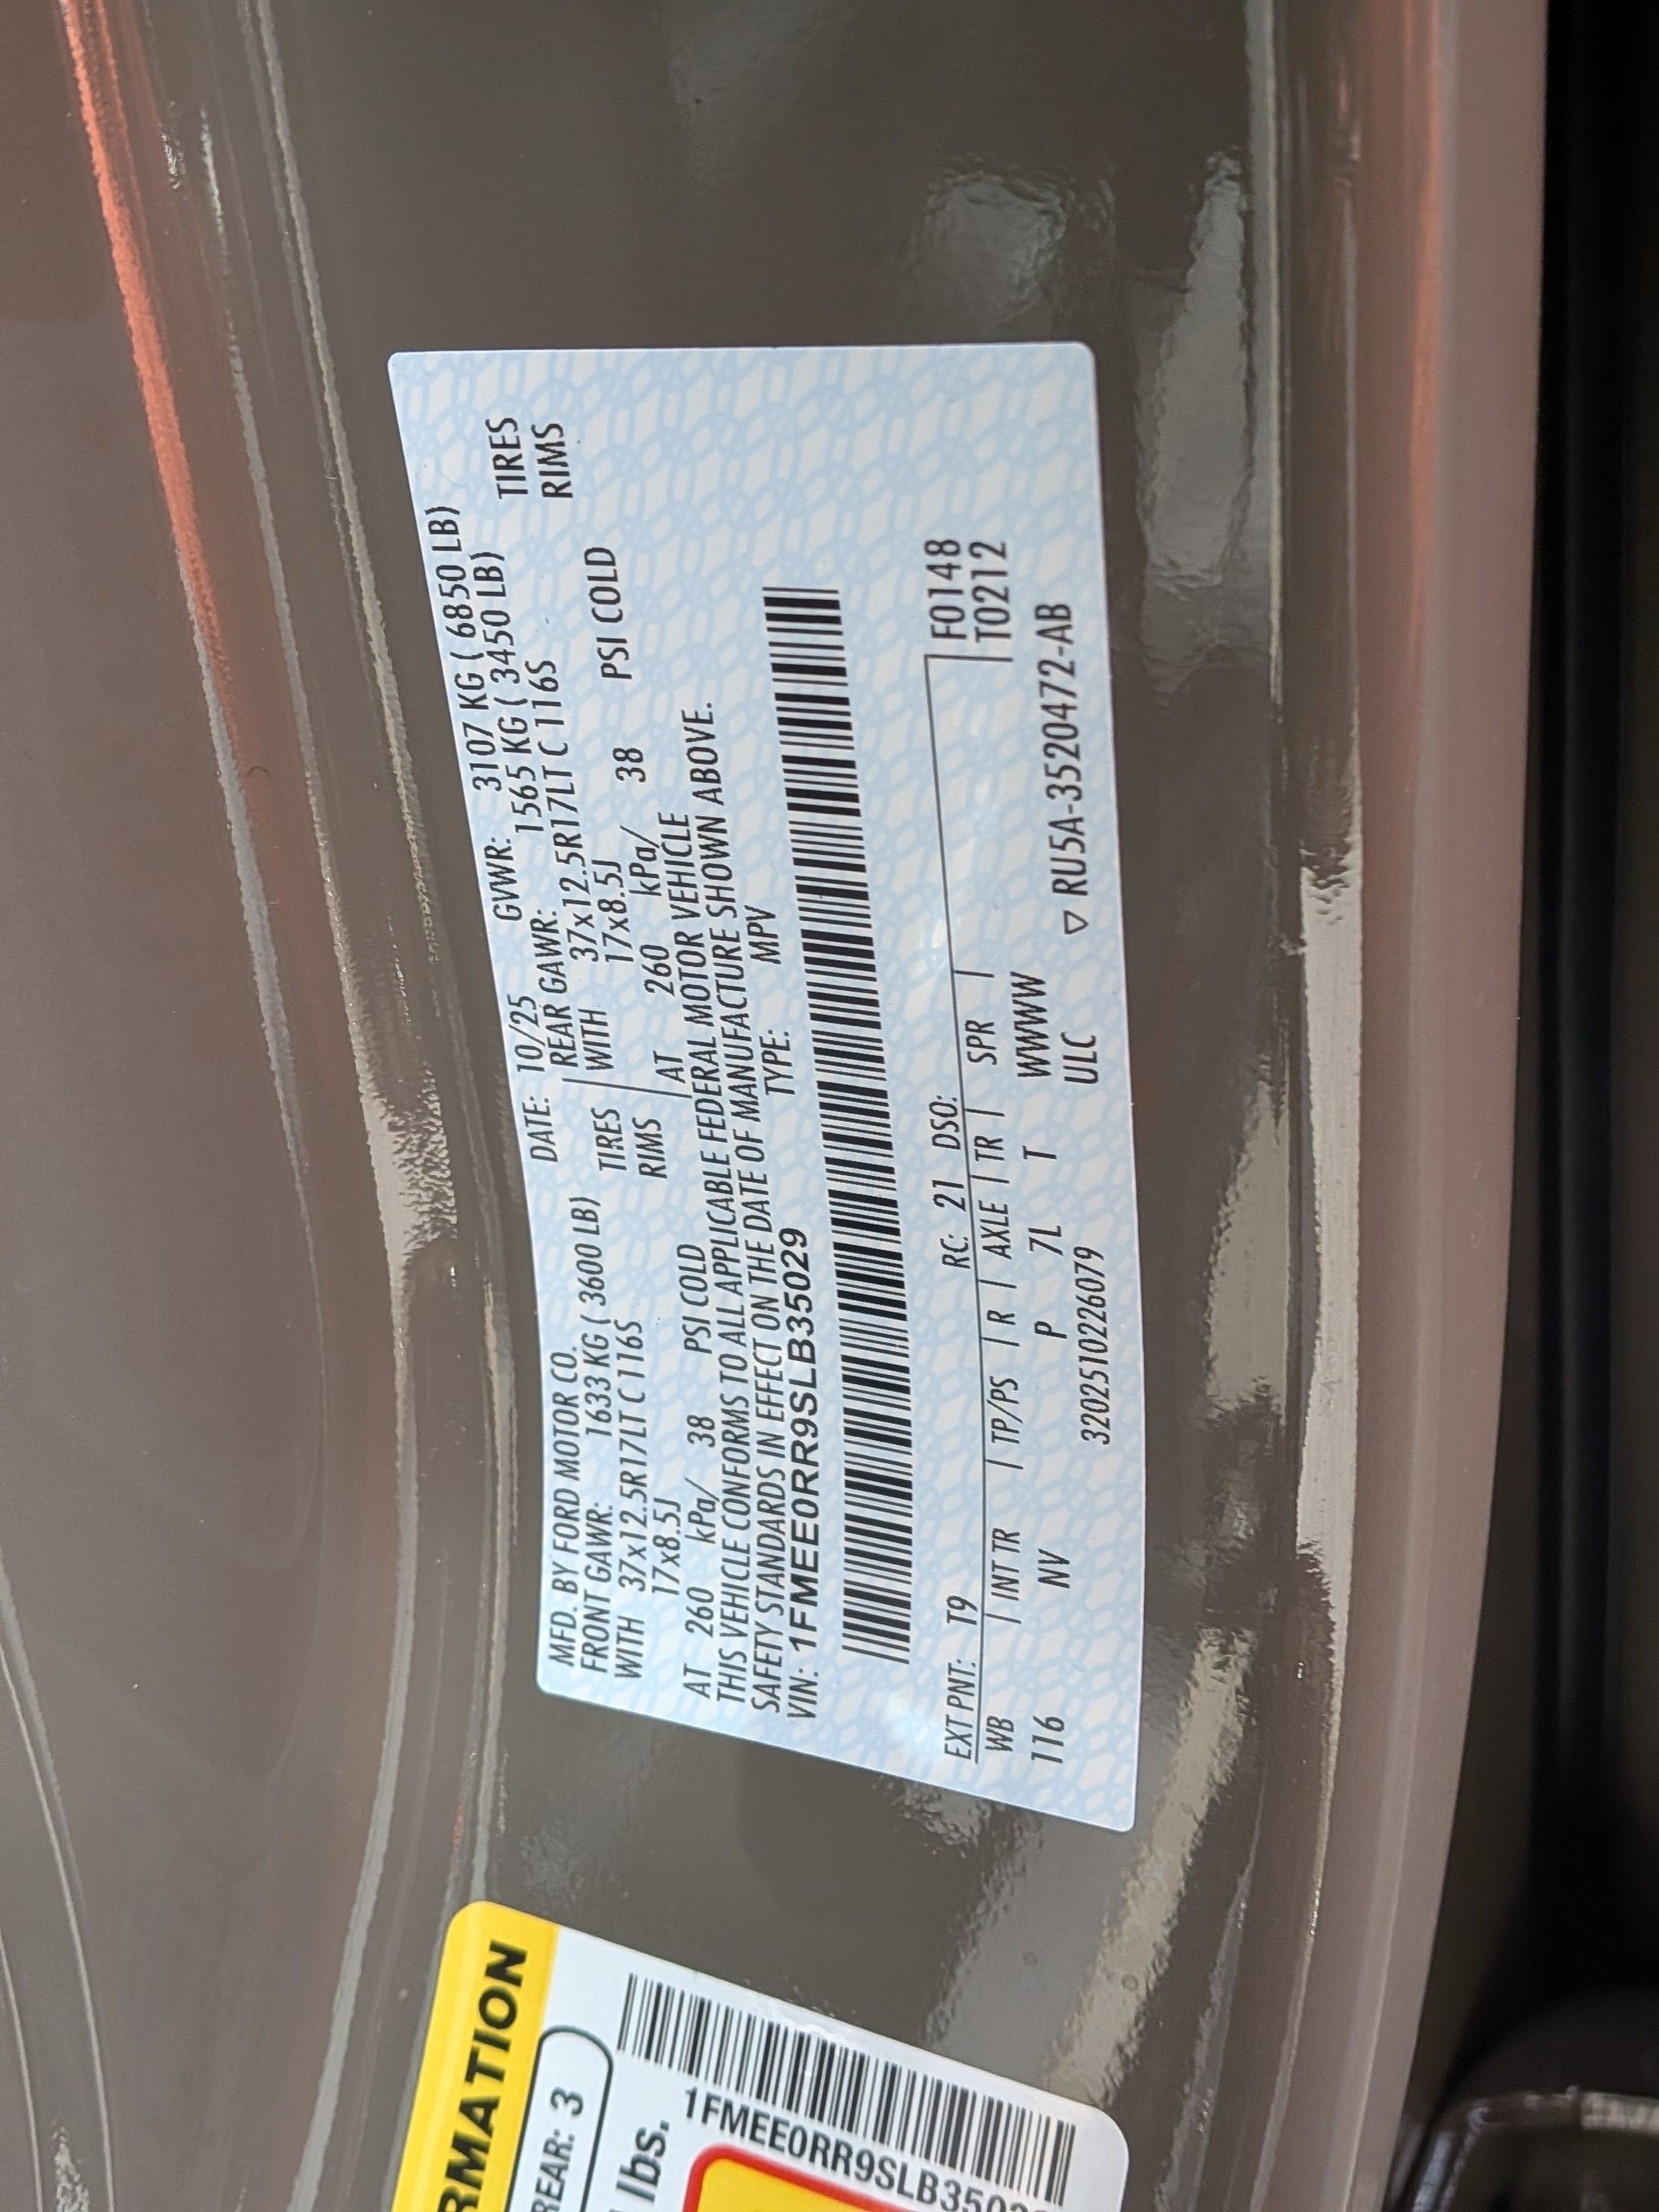 MFD. BY FORD MOTOR CO.
DATE: 10/25 GVWR: 3107 KG ( 6850 LB)
FRONT GAWR: 1633 KG ( 3600 LB) REAR GAWR: 1565 KG ( 3450 LB)
WITH 37x12.5R17LT C 116S TIRES WITH 37x12.5R17LT C 116S TIRES
17x8.5J RIMS 17x8.5J RIMS
AT 260 kPa/ 38 PSI COLD AT 260 kPa/ 38 PSI COLD
THIS VEHICLE CONFORMS TO ALL APPLICABLE FEDERAL MOTOR VEHICLE
SAFETY STANDARDS IN EFFECT ON THE DATE OF MANUFACTURE SHOWN ABOVE.
VIN: 1FMEE0RR9SLB35029 TYPE: MPV
EXT PNT: T9 RC: 21 DSO: F0148
WB | INT TR | TP/PS | R | AXLE | TR | SPR | T0212
116 NV P 7L T WWWW
320251022​6079 ULC ▽ RU5A-3520472-AB
RMATION
REAR: 3
lbs.
1FMEE0RR9SLB3502